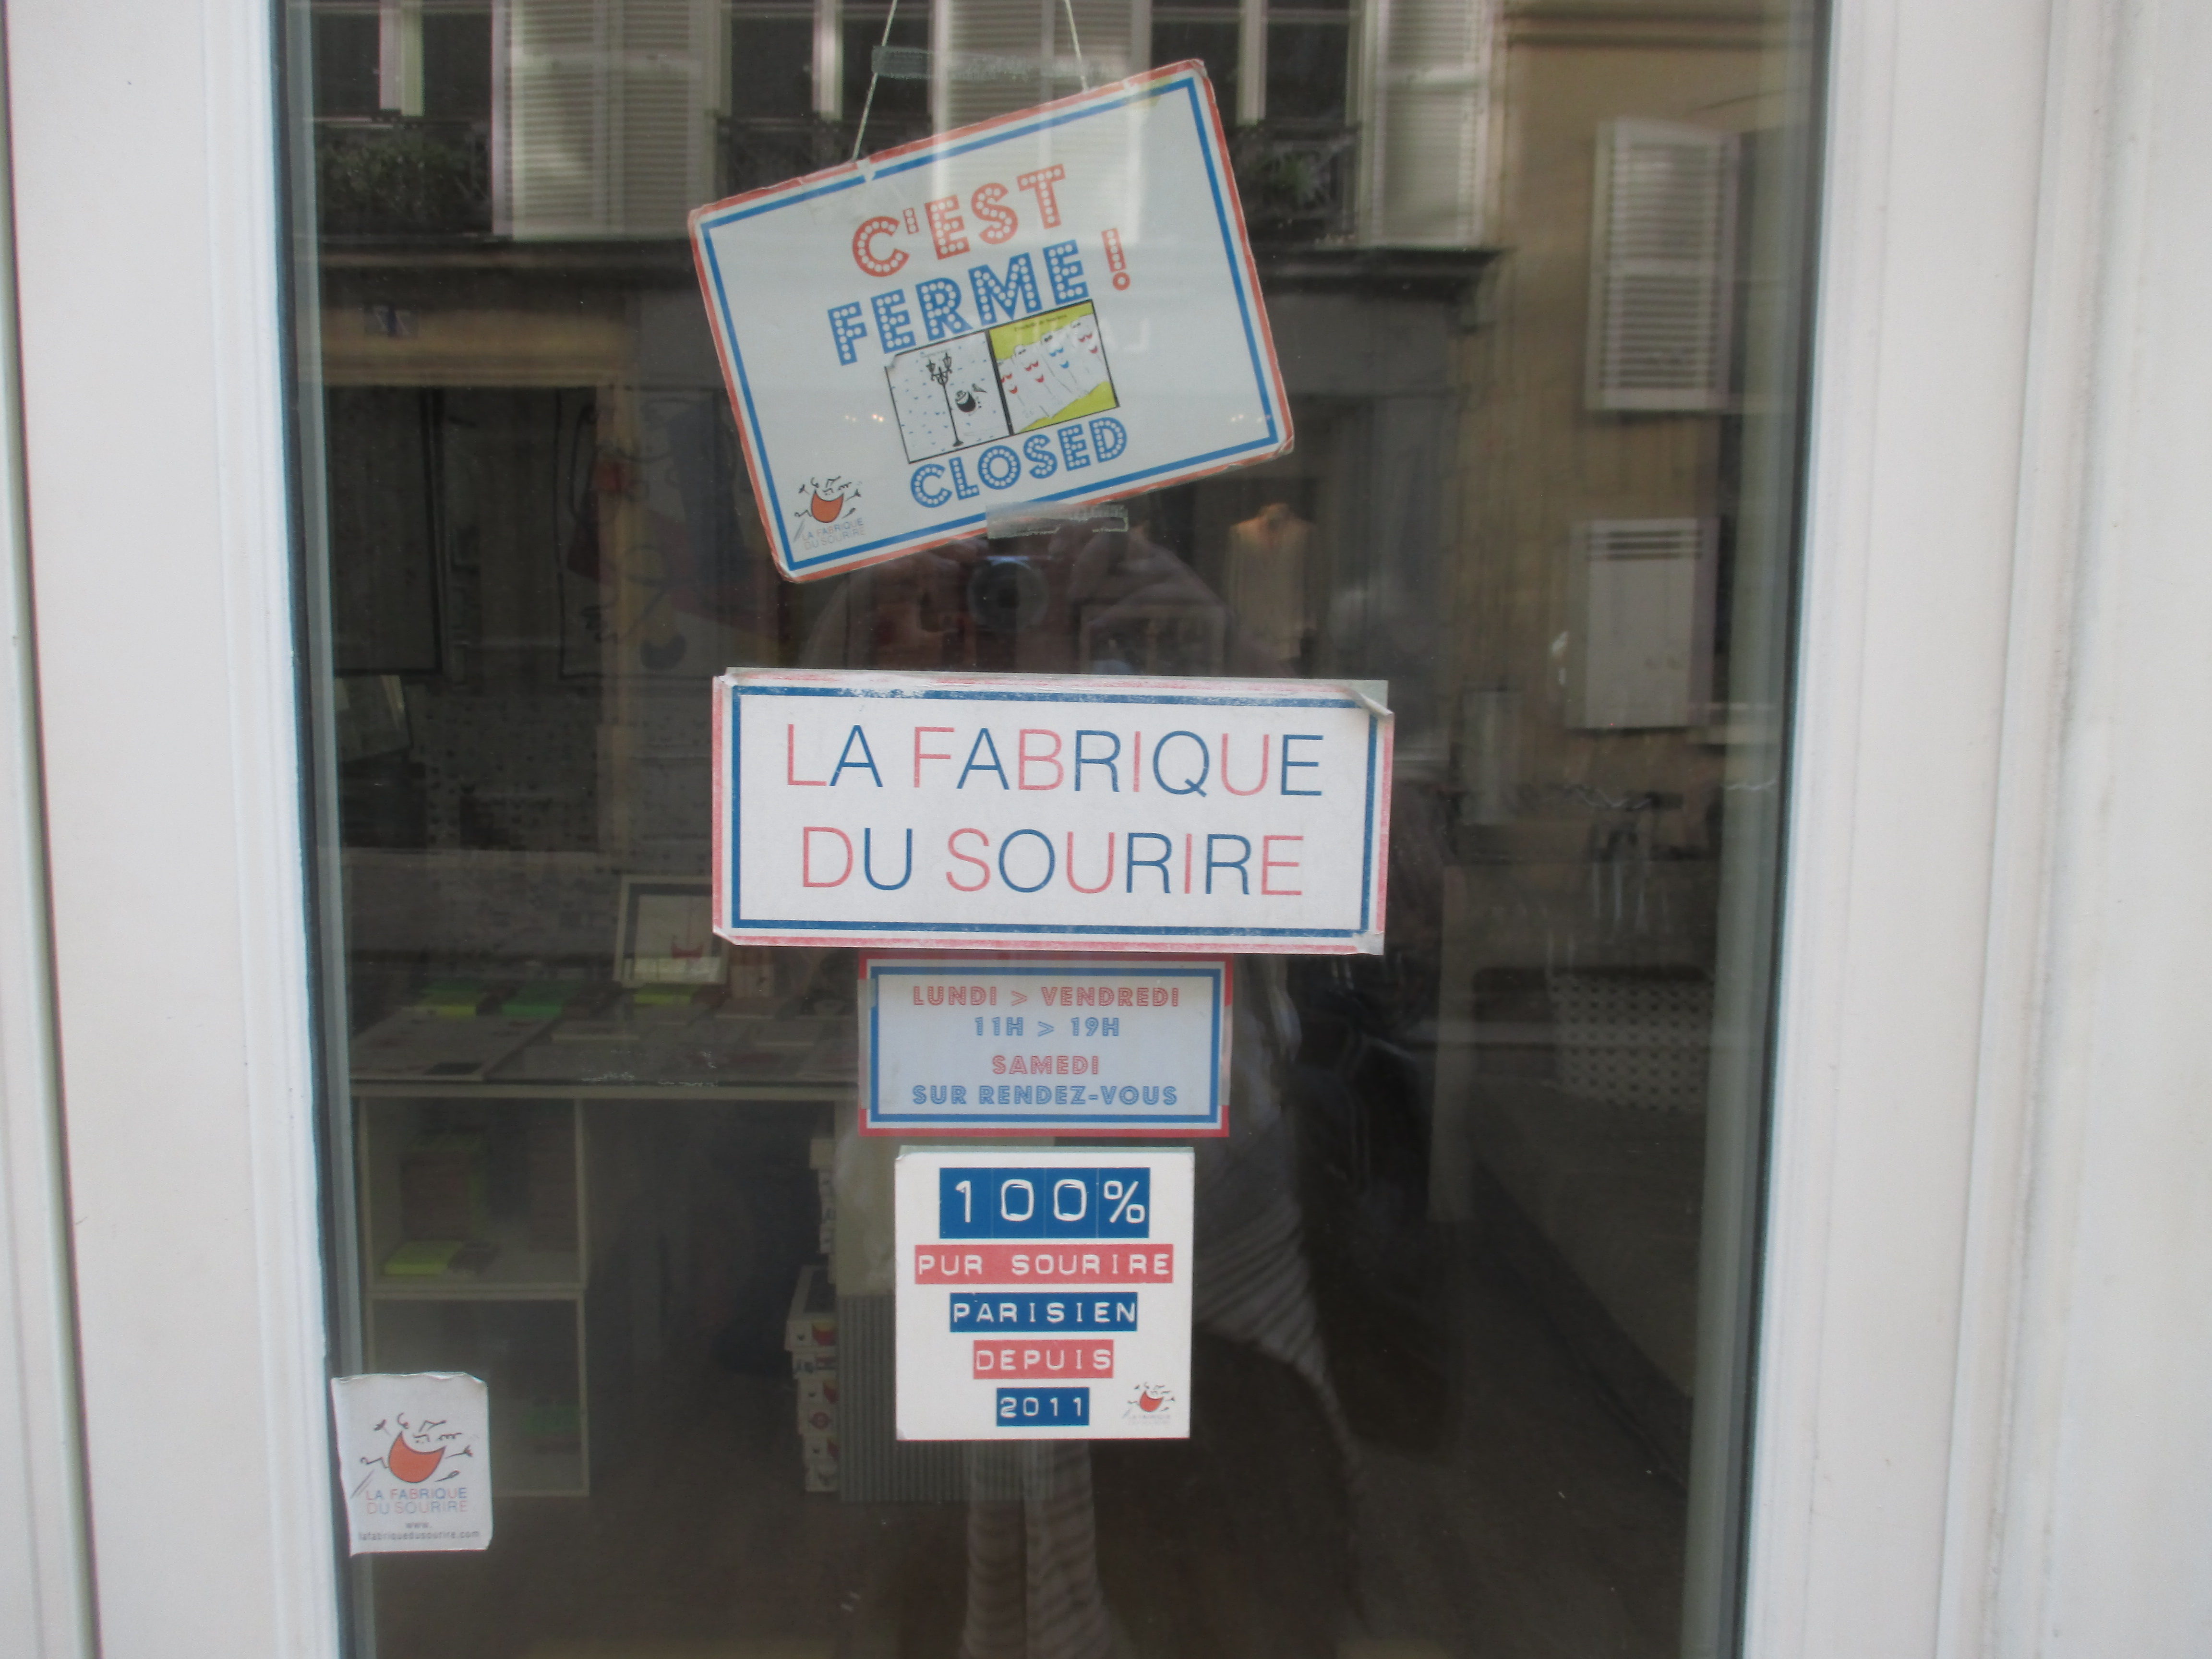 C'EST
FERME !
CLOSED
LA FABRIQUE
DU SOURIRE
LA FABRIQUE
DU SOURIRE
LUNDI > VENDREDI
11H > 19H
SAMEDI
SUR RENDEZ-VOUS
100%
PUR SOURIRE
PARISIEN
DEPUIS
2011
LA FABRIQUE
DU SOURIRE
www.
lafabriquedusourire.com